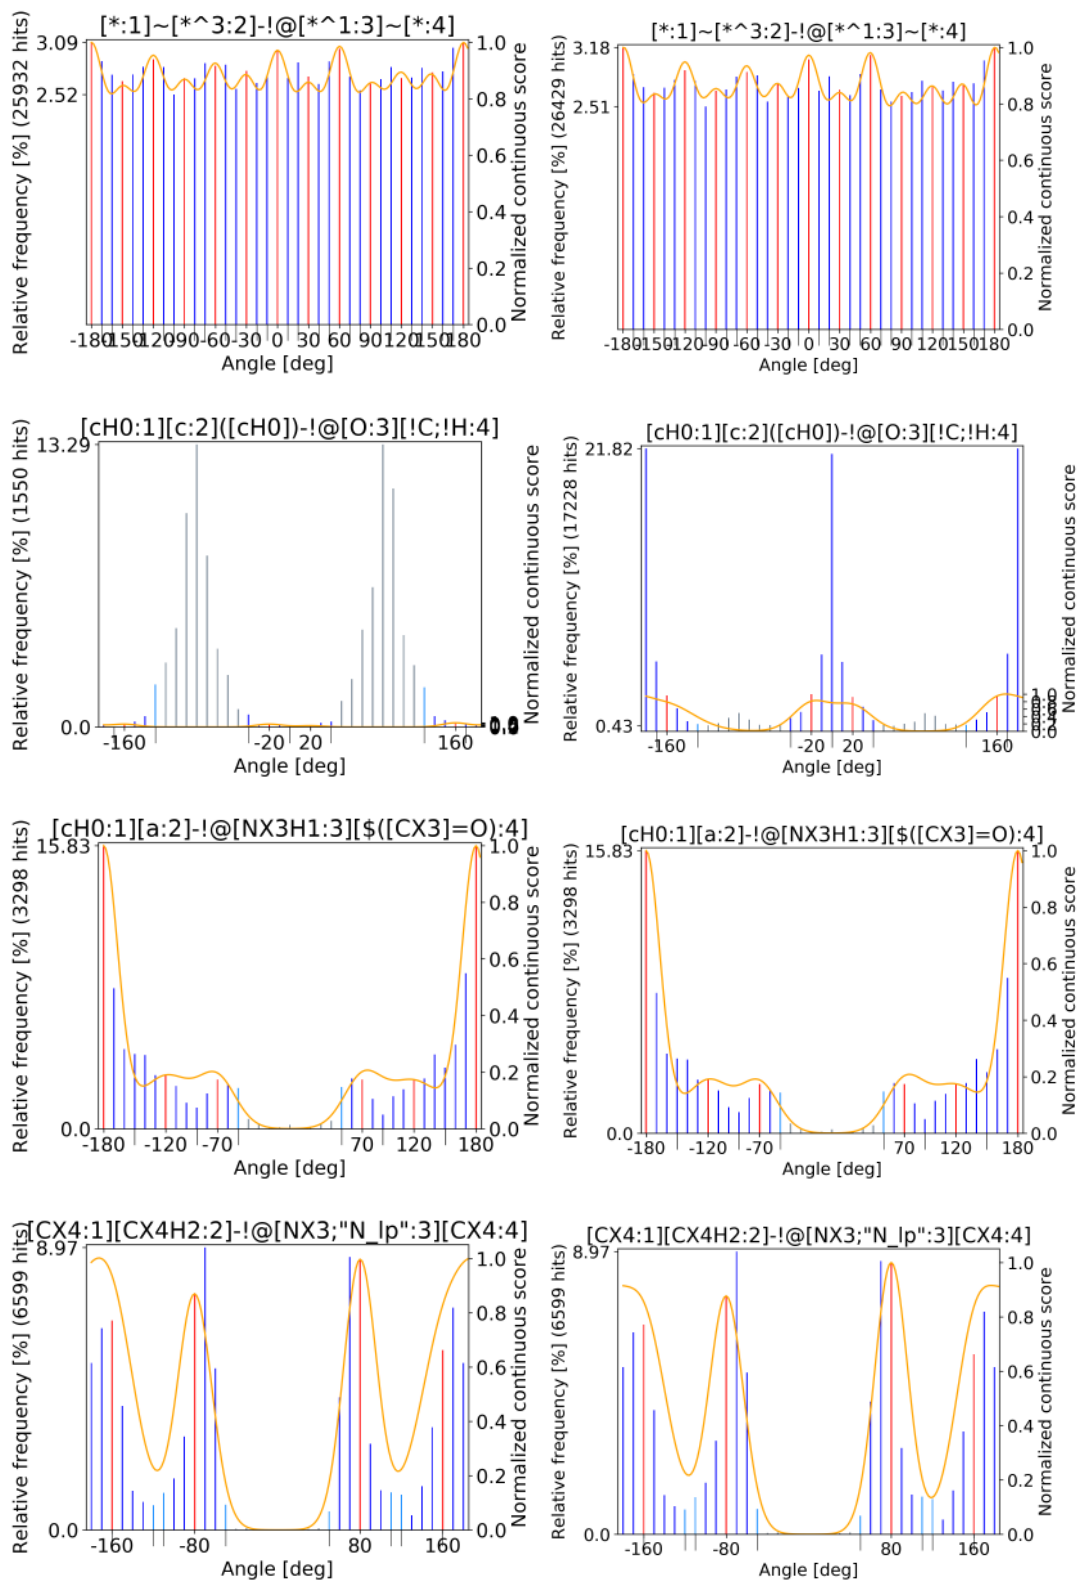 [*:1]~[*^3:2]-!@[*^1:3]~[*:4]
3.09
2.52
Relative frequency [%] (25932 hits)
1.0
0.8
0.6
0.4
0.2
0.0
Normalized continuous score
-180 -150 -120 -90 -60 -30 0 30 60 90 120 150 180
Angle [deg]
[*:1]~[*^3:2]-!@[*^1:3]~[*:4]
3.18
2.51
Relative frequency [%] (26429 hits)
1.0
0.8
0.6
0.4
0.2
0.0
Normalized continuous score
-180 -150 -120 -90 -60 -30 0 30 60 90 120 150 180
Angle [deg]
[cH0:1][c:2]([cH0])-!@[O:3][!C;!H:4]
13.29
0.0
Relative frequency [%] (1550 hits)
Normalized continuous score
-160 -20 20 160
Angle [deg]
[cH0:1][c:2]([cH0])-!@[O:3][!C;!H:4]
21.82
0.43
Relative frequency [%] (17228 hits)
1.0
0.8
0.6
0.4
0.2
0.0
Normalized continuous score
-160 -20 20 160
Angle [deg]
[cH0:1][a:2]-!@[NX3H1:3][$([CX3]=O):4]
15.83
0.0
Relative frequency [%] (3298 hits)
1.0
0.8
0.6
0.4
0.2
0.0
Normalized continuous score
-180 -120 -70 70 120 180
Angle [deg]
[cH0:1][a:2]-!@[NX3H1:3][$([CX3]=O):4]
15.83
0.0
Relative frequency [%] (3298 hits)
1.0
0.8
0.6
0.4
0.2
0.0
Normalized continuous score
-180 -120 -70 70 120 180
Angle [deg]
[CX4:1][CX4H2:2]-!@[NX3;"N_lp":3][CX4:4]
8.97
0.0
Relative frequency [%] (6599 hits)
1.0
0.8
0.6
0.4
0.2
0.0
Normalized continuous score
-160 -80 80 160
Angle [deg]
[CX4:1][CX4H2:2]-!@[NX3;"N_lp":3][CX4:4]
8.97
0.0
Relative frequency [%] (6599 hits)
1.0
0.8
0.6
0.4
0.2
0.0
Normalized continuous score
-160 -80 80 160
Angle [deg]